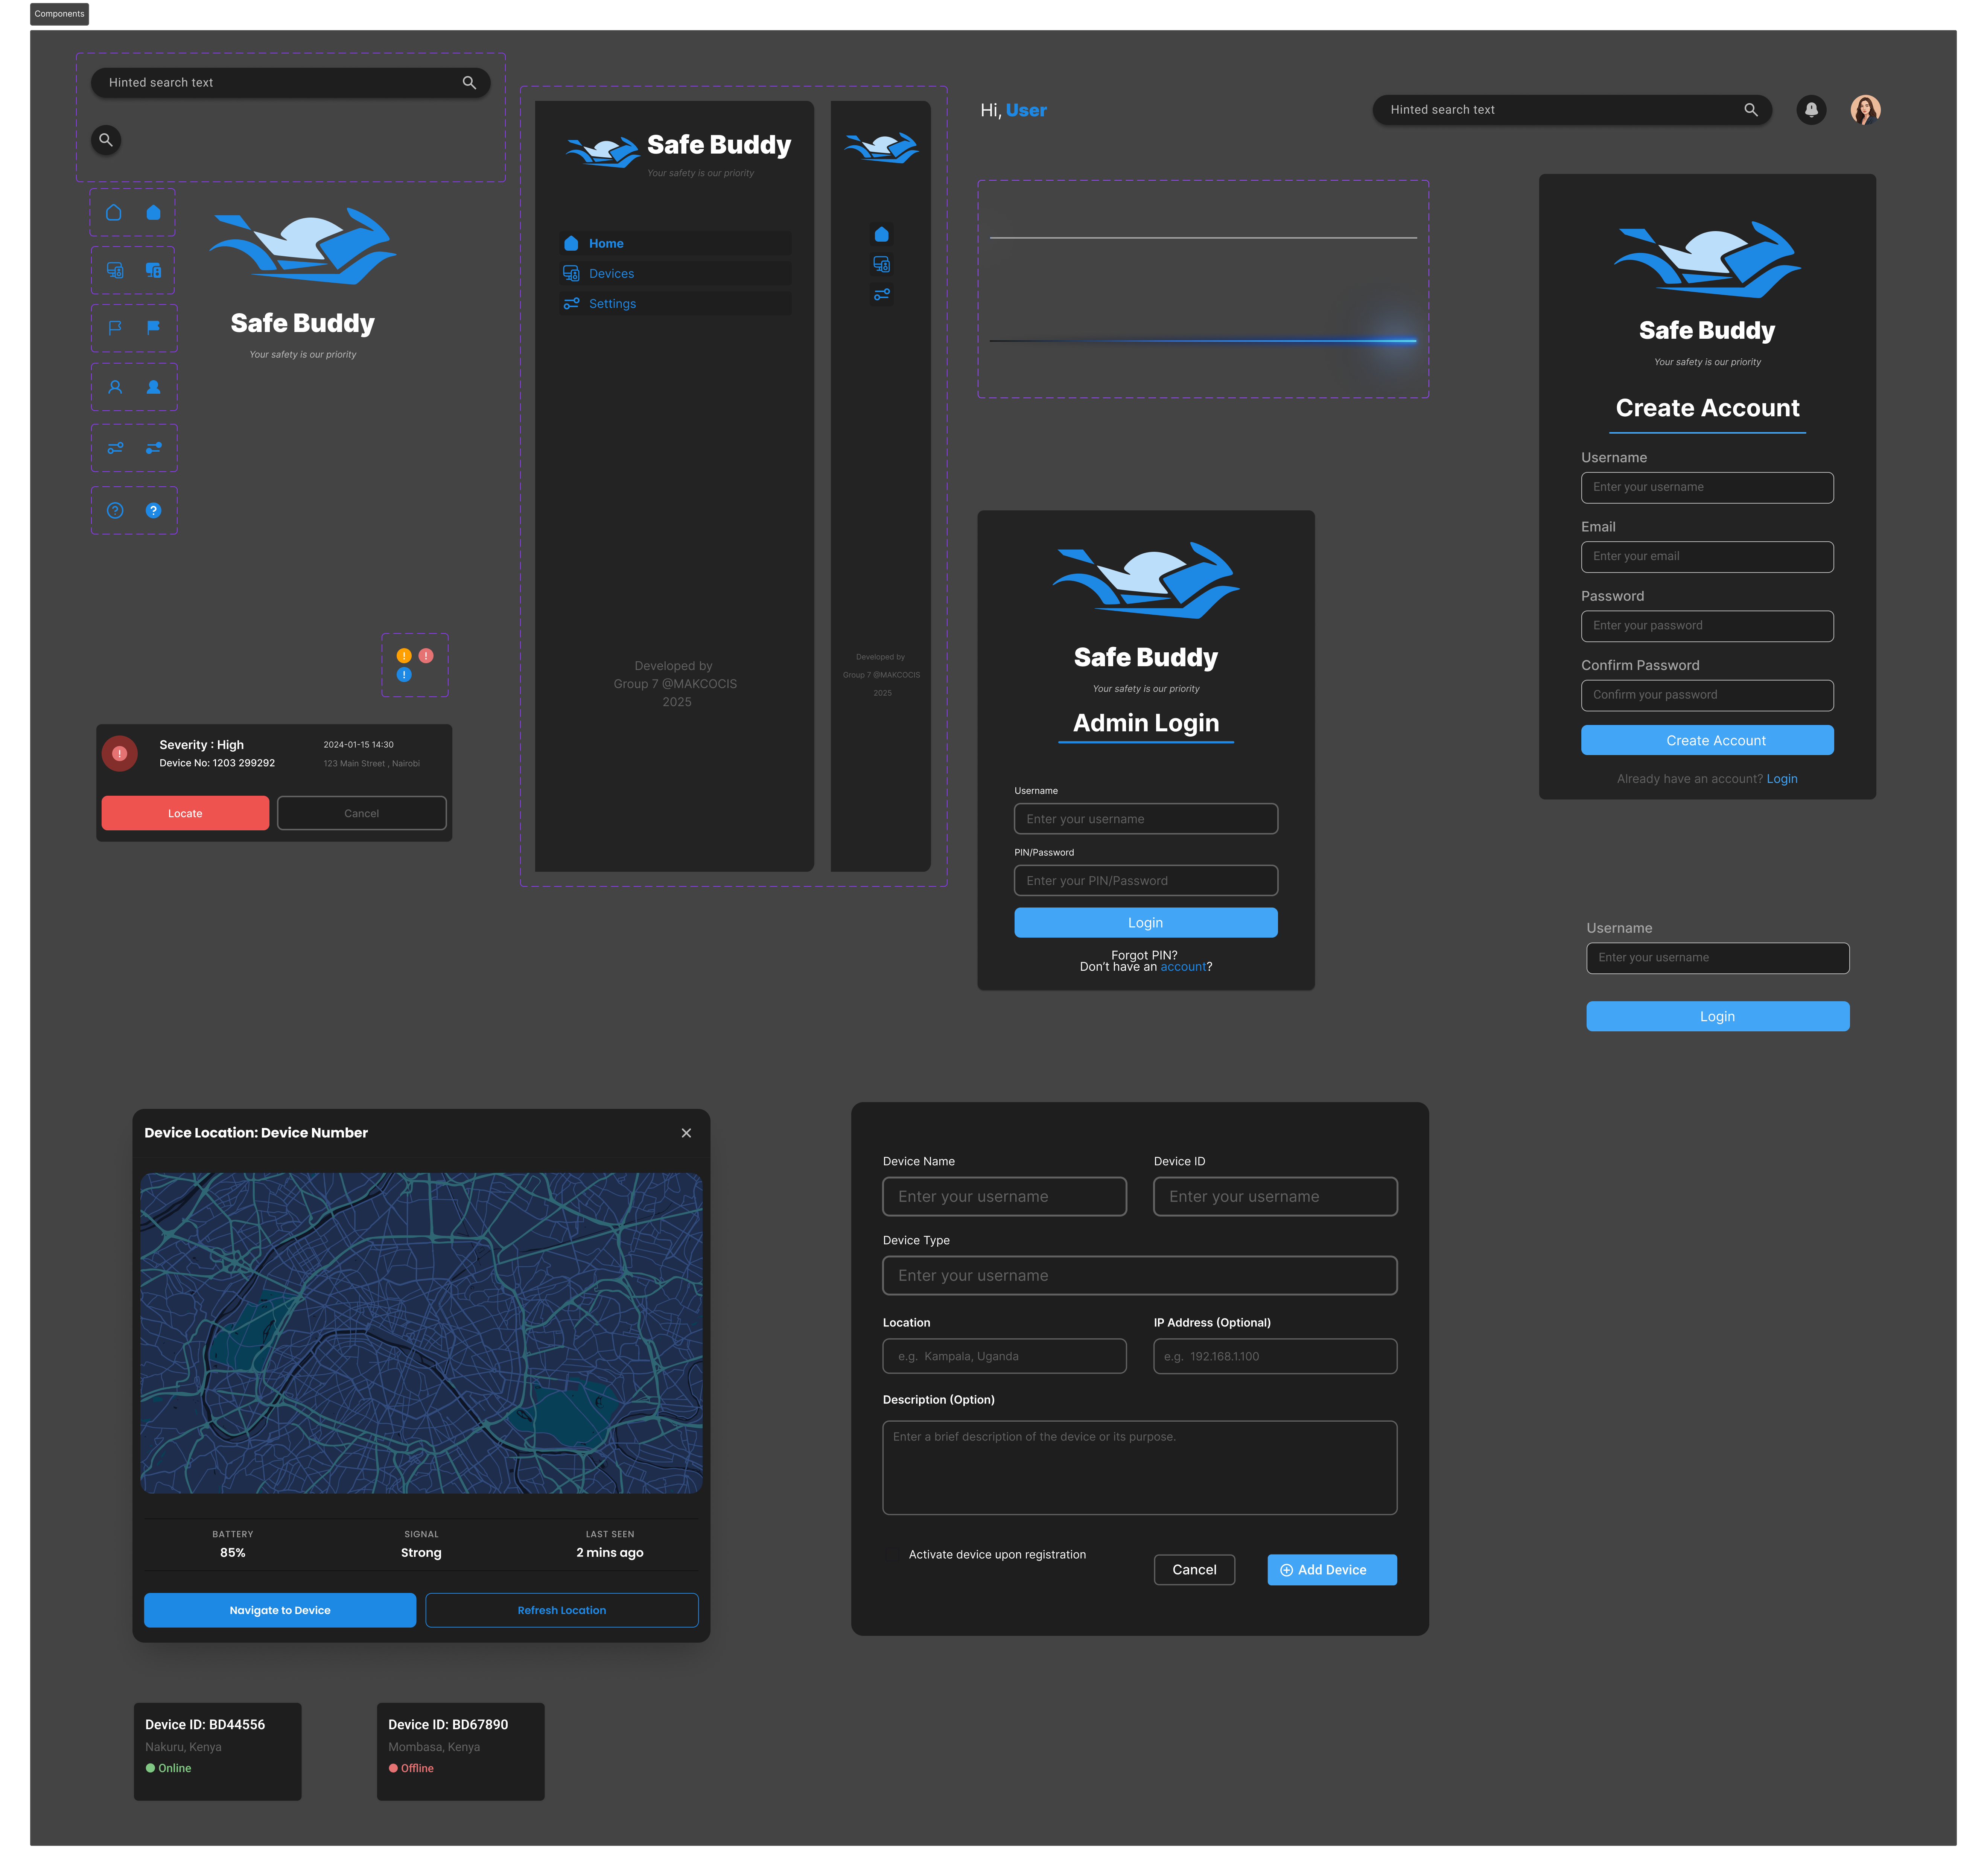 Components
Hinted search text
Safe Buddy
Your safety is our priority
Safe Buddy
Your safety is our priority
Home
Devices
Settings
Developed by
Group 7 @MAKCOCIS
2025
Developed by
Group 7 @MAKCOCIS
2025
Hi, User
Hinted search text
Safe Buddy
Your safety is our priority
Create Account
Username
Enter your username
Email
Enter your email
Password
Enter your password
Confirm Password
Confirm your password
Create Account
Already have an account? Login
Severity : High
Device No: 1203 299292
2024-01-15 14:30
123 Main Street , Nairobi
Locate
Cancel
Safe Buddy
Your safety is our priority
Admin Login
Username
Enter your username
PIN/Password
Enter your PIN/Password
Login
Forgot PIN?
Don't have an account?
Username
Enter your username
Login
Device Location: Device Number
BATTERY
85%
SIGNAL
Strong
LAST SEEN
2 mins ago
Navigate to Device
Refresh Location
Device Name
Enter your username
Device ID
Enter your username
Device Type
Enter your username
Location
e.g. Kampala, Uganda
IP Address (Optional)
e.g. 192.168.1.100
Description (Option)
Enter a brief description of the device or its purpose.
Activate device upon registration
Cancel
Add Device
Device ID: BD44556
Nakuru, Kenya
Online
Device ID: BD67890
Mombasa, Kenya
Offline